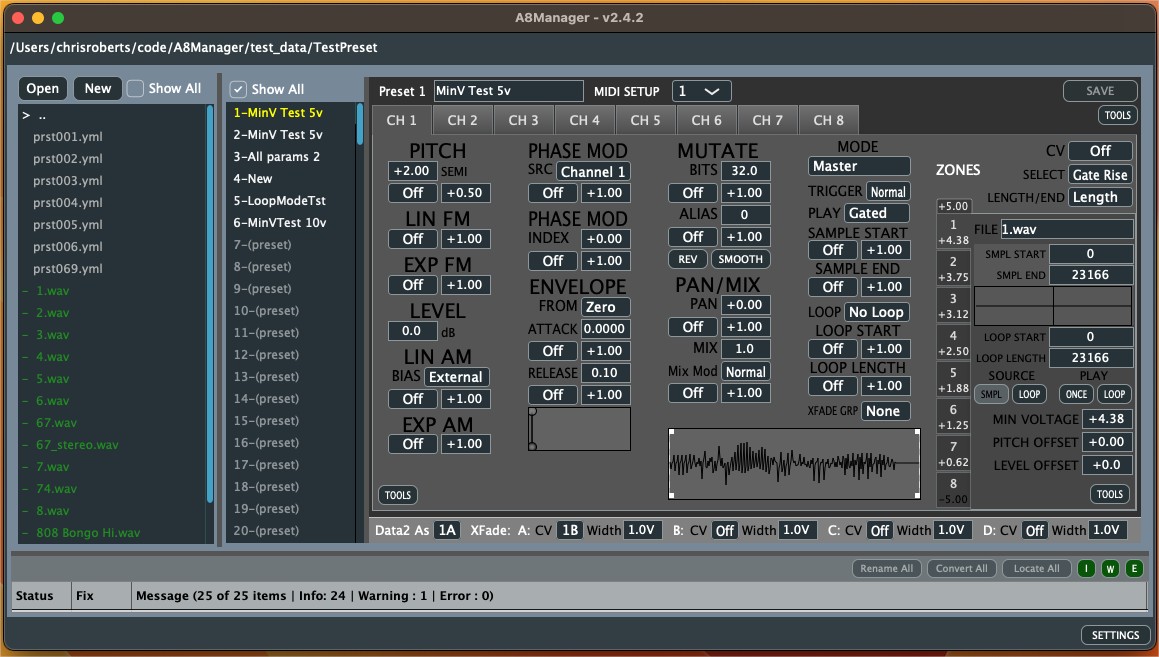 A8Manager - v2.4.2
/Users/chrisroberts/code/A8Manager/test_data/TestPreset
Open New Show All
> ..
prst001.yml
prst002.yml
prst003.yml
prst004.yml
prst005.yml
prst006.yml
prst069.yml
- 1.wav
- 2.wav
- 3.wav
- 4.wav
- 5.wav
- 6.wav
- 67.wav
- 67_stereo.wav
- 7.wav
- 74.wav
- 8.wav
- 808 Bongo Hi.wav
Show All
1-MinV Test 5v
2-MinV Test 5v
3-All params 2
4-New
5-LoopModeTst
6-MinVTest 10v
7-(preset)
8-(preset)
9-(preset)
10-(preset)
11-(preset)
12-(preset)
13-(preset)
14-(preset)
15-(preset)
16-(preset)
17-(preset)
18-(preset)
19-(preset)
20-(preset)
Preset 1 MinV Test 5v MIDI SETUP 1 SAVE
CH 1 CH 2 CH 3 CH 4 CH 5 CH 6 CH 7 CH 8 TOOLS
PITCH
+2.00 SEMI
Off +0.50
LIN FM
Off +1.00
EXP FM
Off +1.00
LEVEL
0.0 dB
LIN AM
BIAS External
Off +1.00
EXP AM
Off +1.00
TOOLS
PHASE MOD
SRC Channel 1
Off +1.00
PHASE MOD
INDEX +0.00
Off +1.00
ENVELOPE
FROM Zero
ATTACK 0.0000
Off +1.00
RELEASE 0.10
Off +1.00
MUTATE
BITS 32.0
Off +1.00
ALIAS 0
Off +1.00
REV SMOOTH
PAN/MIX
PAN +0.00
Off +1.00
MIX 1.0
Mix Mod Normal
Off +1.00
MODE
Master
TRIGGER Normal
PLAY Gated
SAMPLE START
Off +1.00
SAMPLE END
Off +1.00
LOOP No Loop
LOOP START
Off +1.00
LOOP LENGTH
Off +1.00
XFADE GRP None
ZONES
+5.00
1
+4.38
2
+3.75
3
+3.12
4
+2.50
5
+1.88
6
+1.25
7
+0.62
8
-5.00
CV Off
SELECT Gate Rise
LENGTH/END Length
FILE 1.wav
SMPL START 0
SMPL END 23166
LOOP START 0
LOOP LENGTH 23166
SOURCE PLAY
SMPL LOOP ONCE LOOP
MIN VOLTAGE +4.38
PITCH OFFSET +0.00
LEVEL OFFSET +0.0
TOOLS
Data2 As 1A XFade: A: CV 1B Width 1.0V B: CV Off Width 1.0V C: CV Off Width 1.0V D: CV Off Width 1.0V
Rename All Convert All Locate All I W E
Status Fix Message (25 of 25 items | Info: 24 | Warning : 1 | Error : 0)
SETTINGS